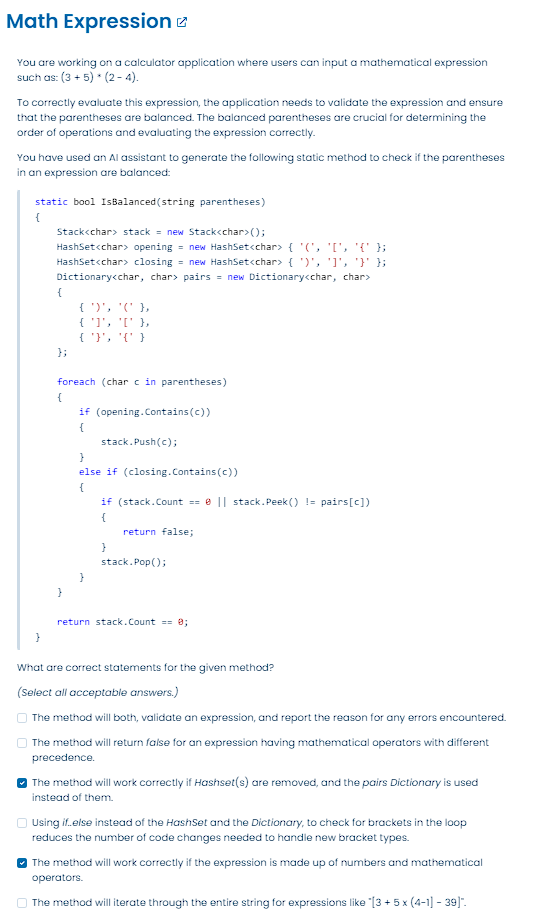 Math Expression
You are working on a calculator application where users can input a mathematical expression
such as: (3 + 5) * (2 - 4).
To correctly evaluate this expression, the application needs to validate the expression and ensure
that the parentheses are balanced. The balanced parentheses are crucial for determining the
order of operations and evaluating the expression correctly.
You have used an AI assistant to generate the following static method to check if the parentheses
in an expression are balanced:
static bool IsBalanced(string parentheses)
{
Stack<char> stack = new Stack<char>();
HashSet<char> opening = new HashSet<char> { '(', '[', '{' };
HashSet<char> closing = new HashSet<char> { ')', ']', '}' };
Dictionary<char, char> pairs = new Dictionary<char, char>
{
{ ')', '(' },
{ ']', '[' },
{ '}', '{' }
};
foreach (char c in parentheses)
{
if (opening.Contains(c))
{
stack.Push(c);
}
else if (closing.Contains(c))
{
if (stack.Count == 0 || stack.Peek() != pairs[c])
{
return false;
}
stack.Pop();
}
}
return stack.Count == 0;
}
What are correct statements for the given method?
(Select all acceptable answers.)
The method will both, validate an expression, and report the reason for any errors encountered.
The method will return false for an expression having mathematical operators with different
precedence.
The method will work correctly if Hashset(s) are removed, and the pairs Dictionary is used
instead of them.
Using if..else instead of the HashSet and the Dictionary, to check for brackets in the loop
reduces the number of code changes needed to handle new bracket types.
The method will work correctly if the expression is made up of numbers and mathematical
operators.
The method will iterate through the entire string for expressions like "[3 + 5 x (4-1] - 39]".